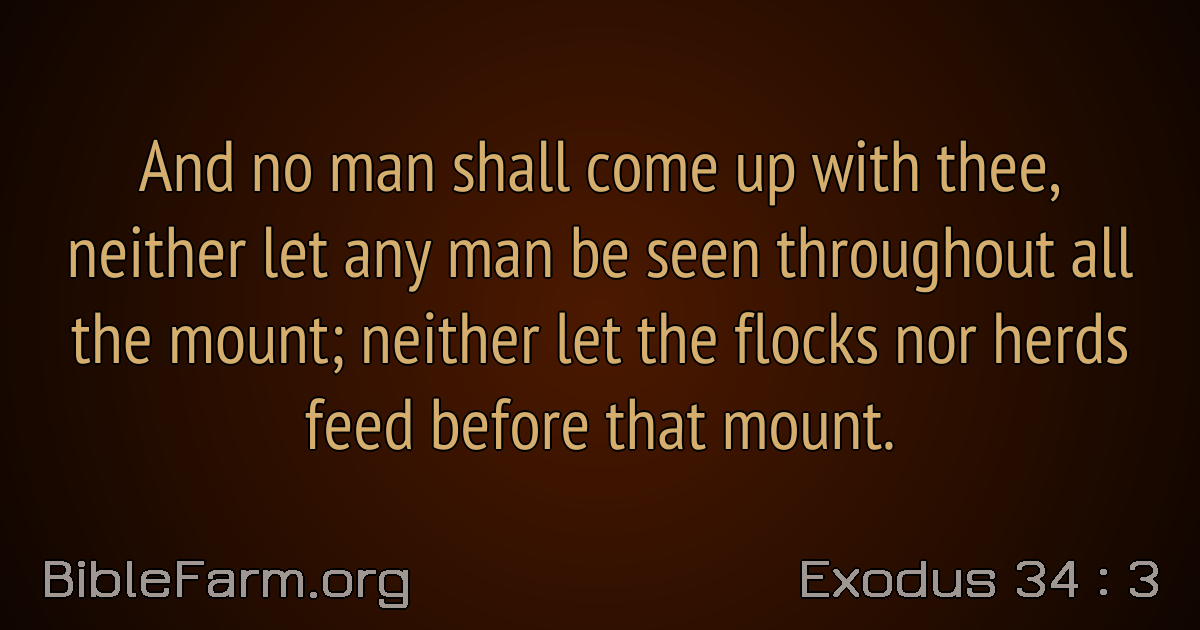 And no man shall come up with thee,
neither let any man be seen throughout all
the mount; neither let the flocks nor herds
feed before that mount.
BibleFarm.org
Exodus 34 : 3